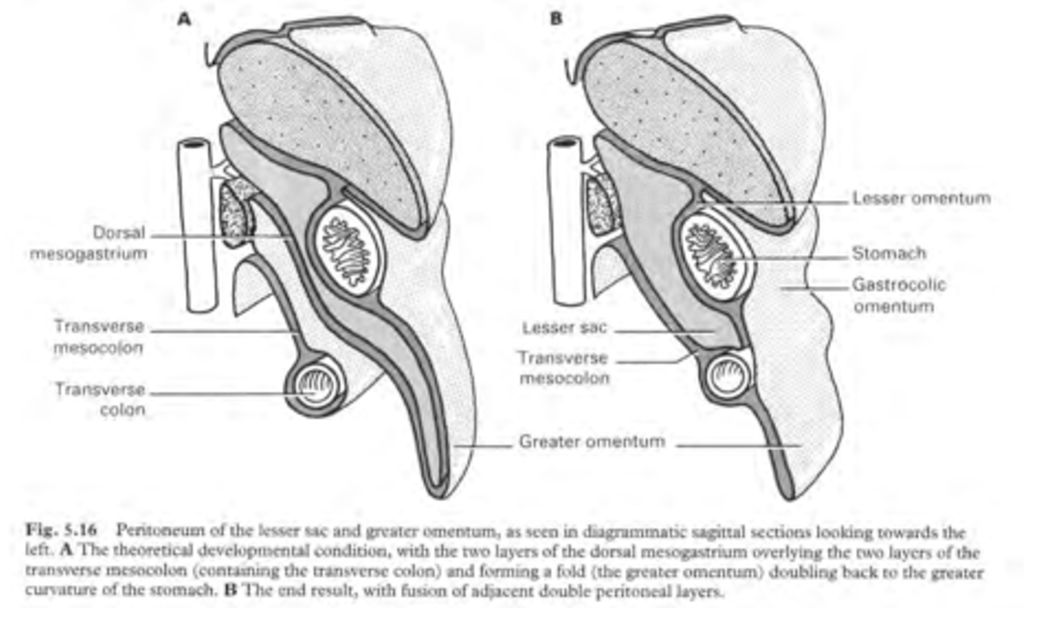 A
B
Dorsal
mesogastrium
Transverse
mesocolon
Transverse
colon
Lesser omentum
Stomach
Gastrocolic
omentum
Lesser sac
Transverse
mesocolon
Greater omentum
Fig. 5.16 Peritoneum of the lesser sac and greater omentum, as seen in diagrammatic sagittal sections looking towards the
left. A The theoretical developmental condition, with the two layers of the dorsal mesogastrium overlying the two layers of the
transverse mesocolon (containing the transverse colon) and forming a fold (the greater omentum) doubling back to the greater
curvature of the stomach. B The end result, with fusion of adjacent double peritoneal layers.